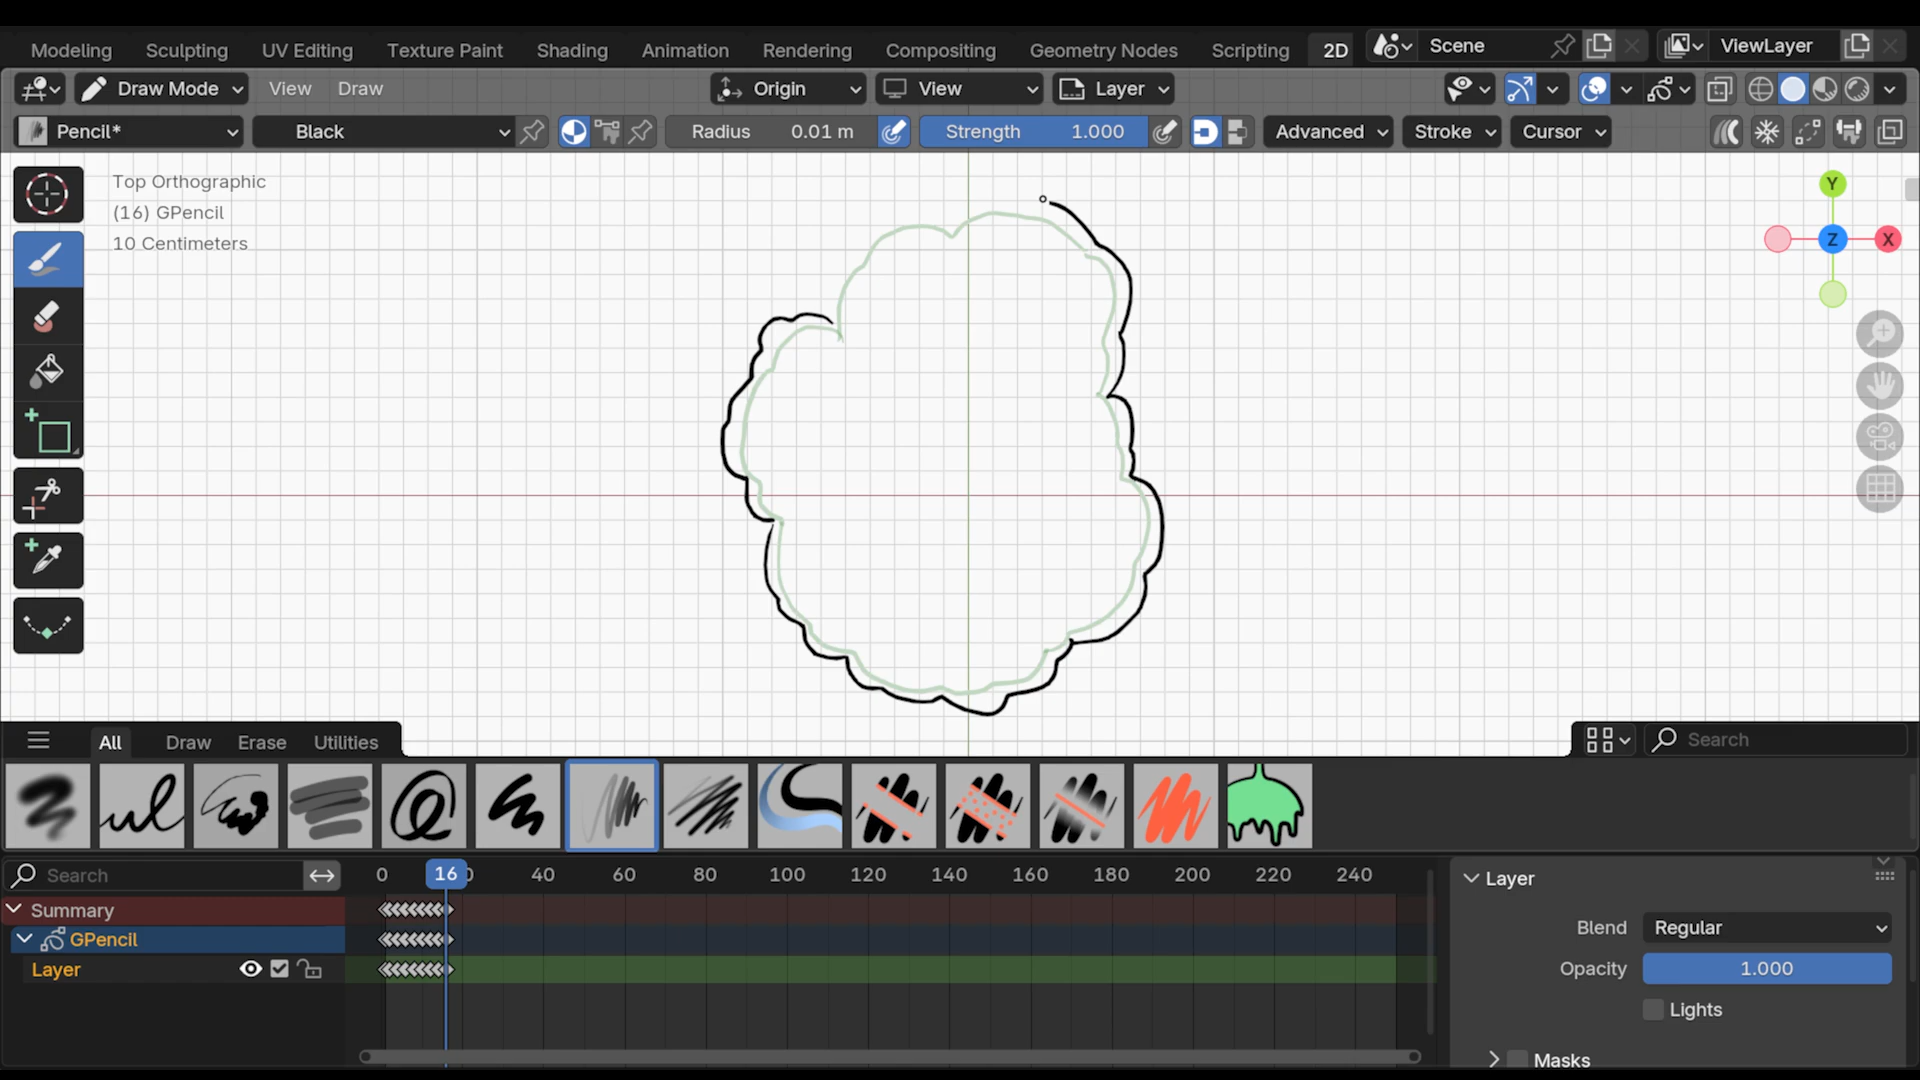 Modeling Sculpting UV Editing Texture Paint Shading Animation Rendering Compositing Geometry Nodes Scripting 2D Scene ViewLayer
Draw Mode View Draw Origin View Layer
Pencil* Black Radius 0.01 m Strength 1.000 Advanced Stroke Cursor
Top Orthographic
(16) GPencil
10 Centimeters
Y
Z
X
All Draw Erase Utilities Search
Search 0 16 40 60 80 100 120 140 160 180 200 220 240
Summary
GPencil
Layer
Layer
Blend Regular
Opacity 1.000
Lights
Masks